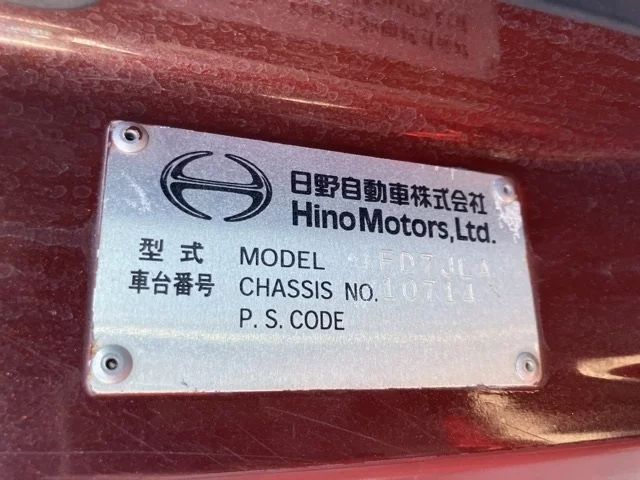 日野自動車株式会社
Hino Motors, Ltd.
型式 MODEL
車台番号 CHASSIS NO. 10711
P. S. CODE